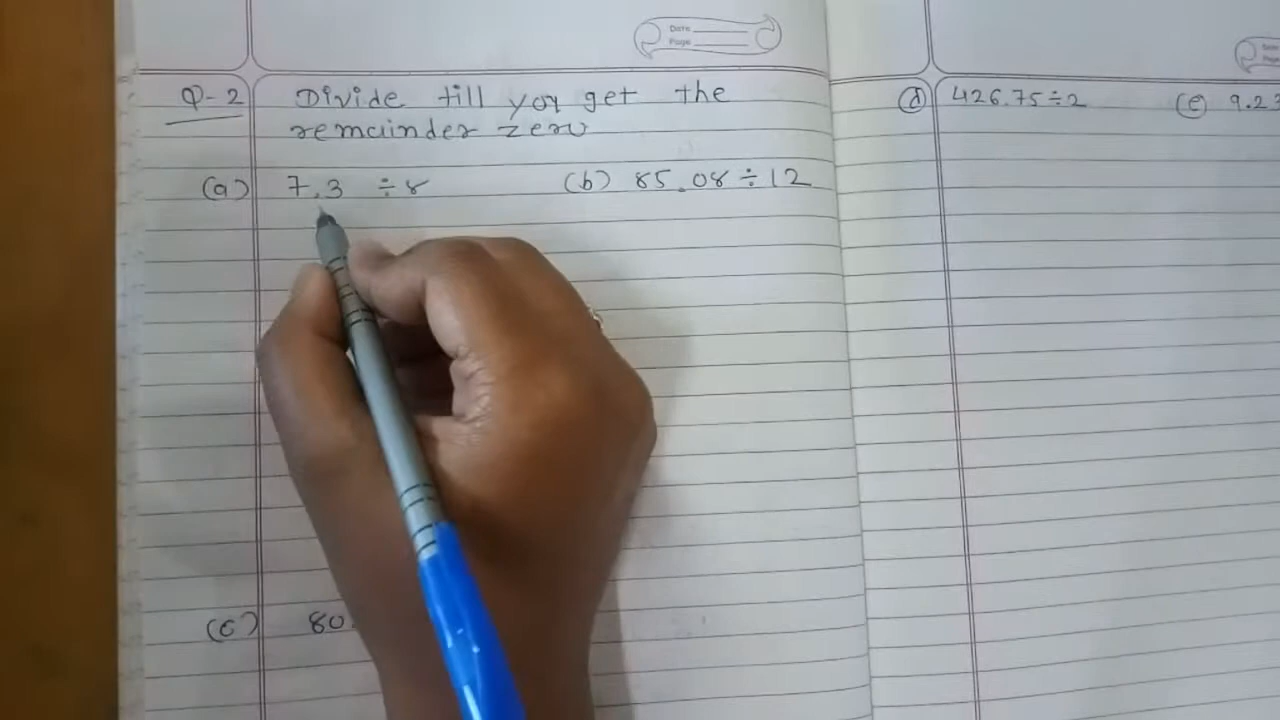 Date
Page
Q-2 Divide till you get the
remainder zero
(a) 7.3 ÷8 (b) 85.08÷12
(c) 80.
(d) 426.75÷2 (e) 9.2